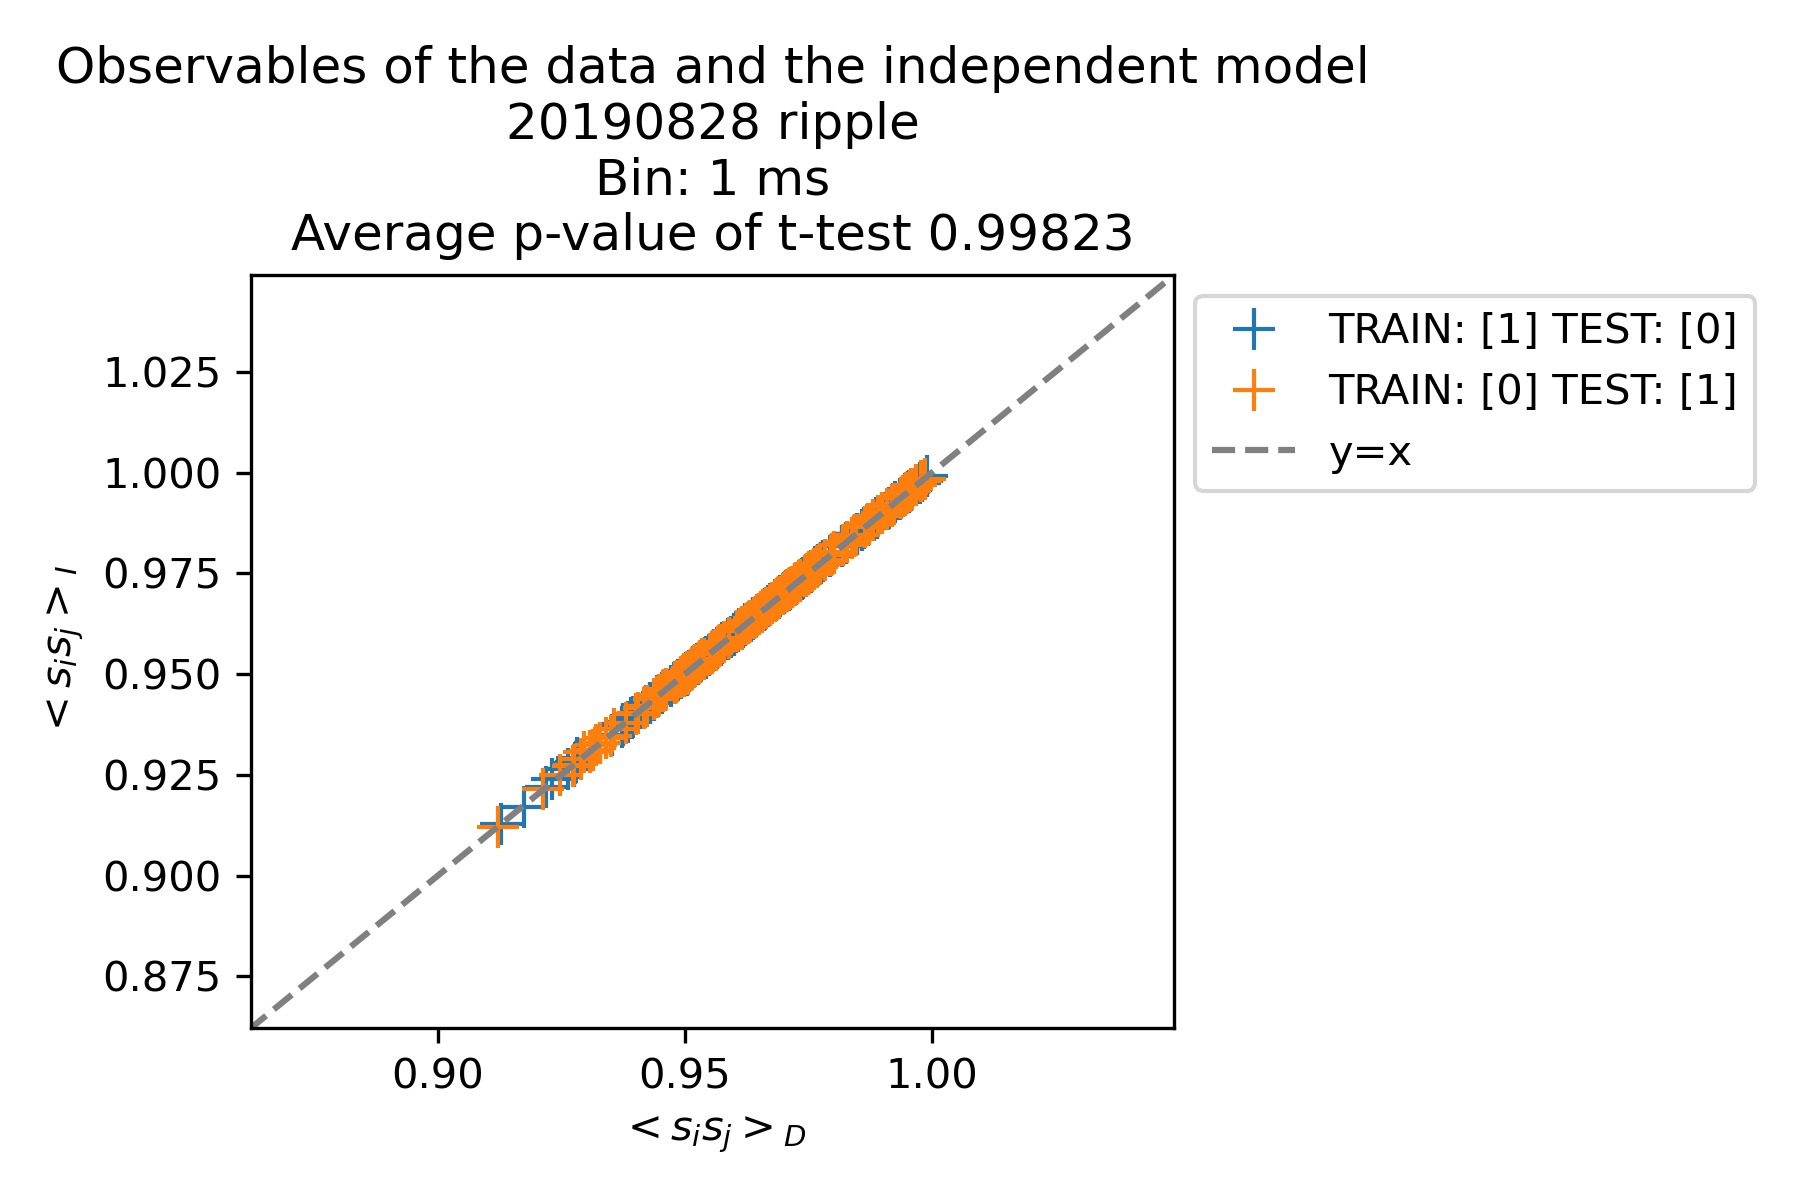 Observables of the data and the independent model
20190828 ripple
Bin: 1 ms
Average p-value of t-test 0.99823
TRAIN: [1] TEST: [0]
TRAIN: [0] TEST: [1]
y=x
1.025
1.000
0.975
0.950
0.925
0.900
0.875
< s_i s_j >_I
0.90 0.95 1.00
< s_i s_j >_D